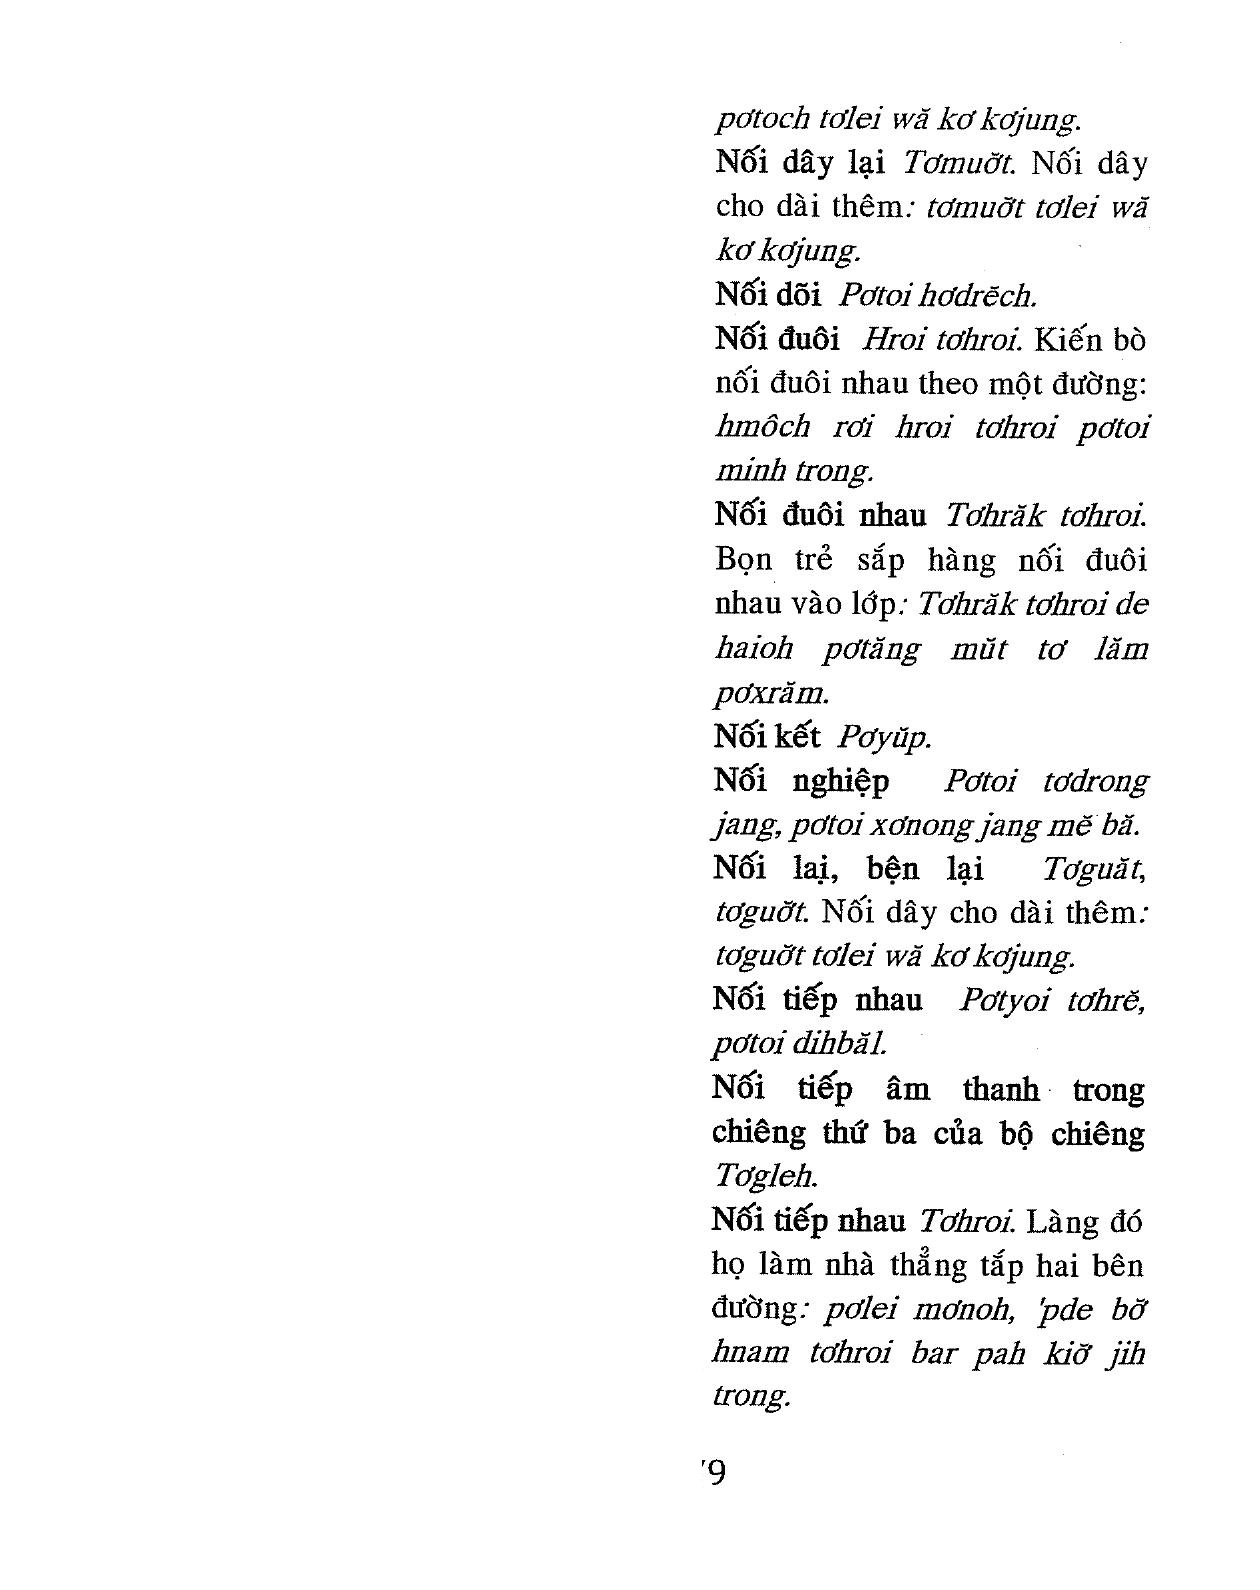 pơtoch tơlei wă kơ kơjung.
Nối dây lại Tơmuơ̆t. Nối dây
cho dài thêm: tơmuơ̆t tơlei wă
kơ kơjung.
Nối dõi Pơtoi hơdrĕch.
Nối đuôi Hroi tơhroi. Kiến bò
nối đuôi nhau theo một đường:
hmôch rơi hroi tơhroi pơtoi
minh trong.
Nối đuôi nhau Tơhrăk tơhroi.
Bọn trẻ sắp hàng nối đuôi
nhau vào lớp: Tơhrăk tơhroi de
haioh pơtăng mŭt tơ lăm
pơxrăm.
Nối kết Pơyŭp.
Nối nghiệp Pơtoi tơdrong
jang, pơtoi xơnong jang mĕ bă.
Nối lại, bện lại Tơguăt,
tơguơ̆t. Nối dây cho dài thêm:
tơguơ̆t tơlei wă kơ kơjung.
Nối tiếp nhau Pơtyoi tơhrĕ,
pơtoi dihbăl.
Nối tiếp âm thanh trong
chiêng thứ ba của bộ chiêng
Tơgleh.
Nối tiếp nhau Tơhroi. Làng đó
họ làm nhà thẳng tắp hai bên
đường: pơlei mơnoh, 'pde bơ̆
hnam tơhroi bar pah kiơ̆ jih
trong.
'9